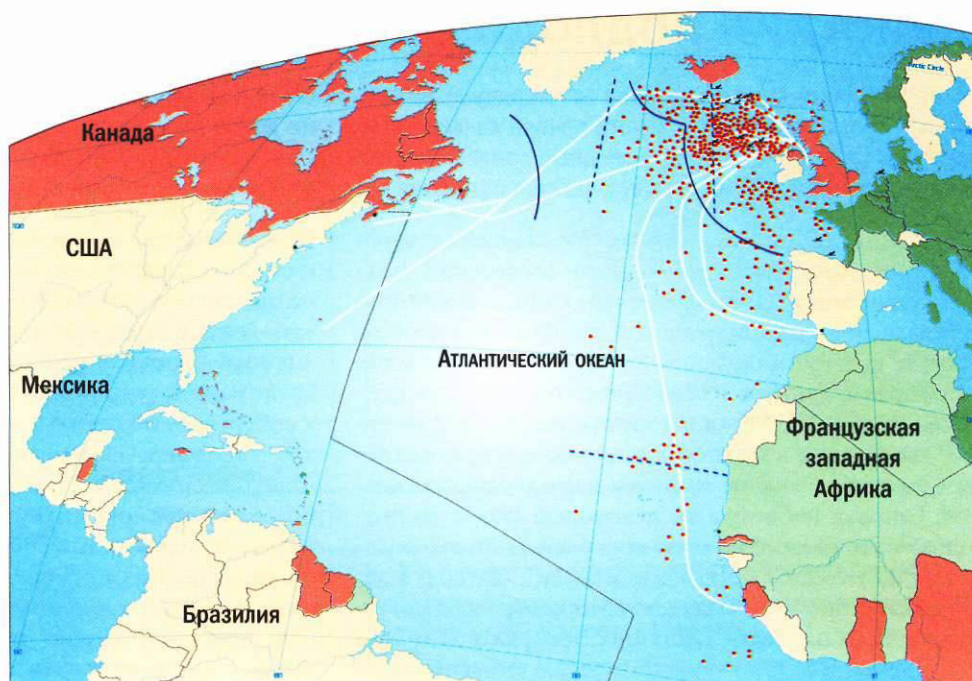 Arctic Circle
Канада
США
Атлантический океан
Мексика
Французская
западная
Африка
Бразилия